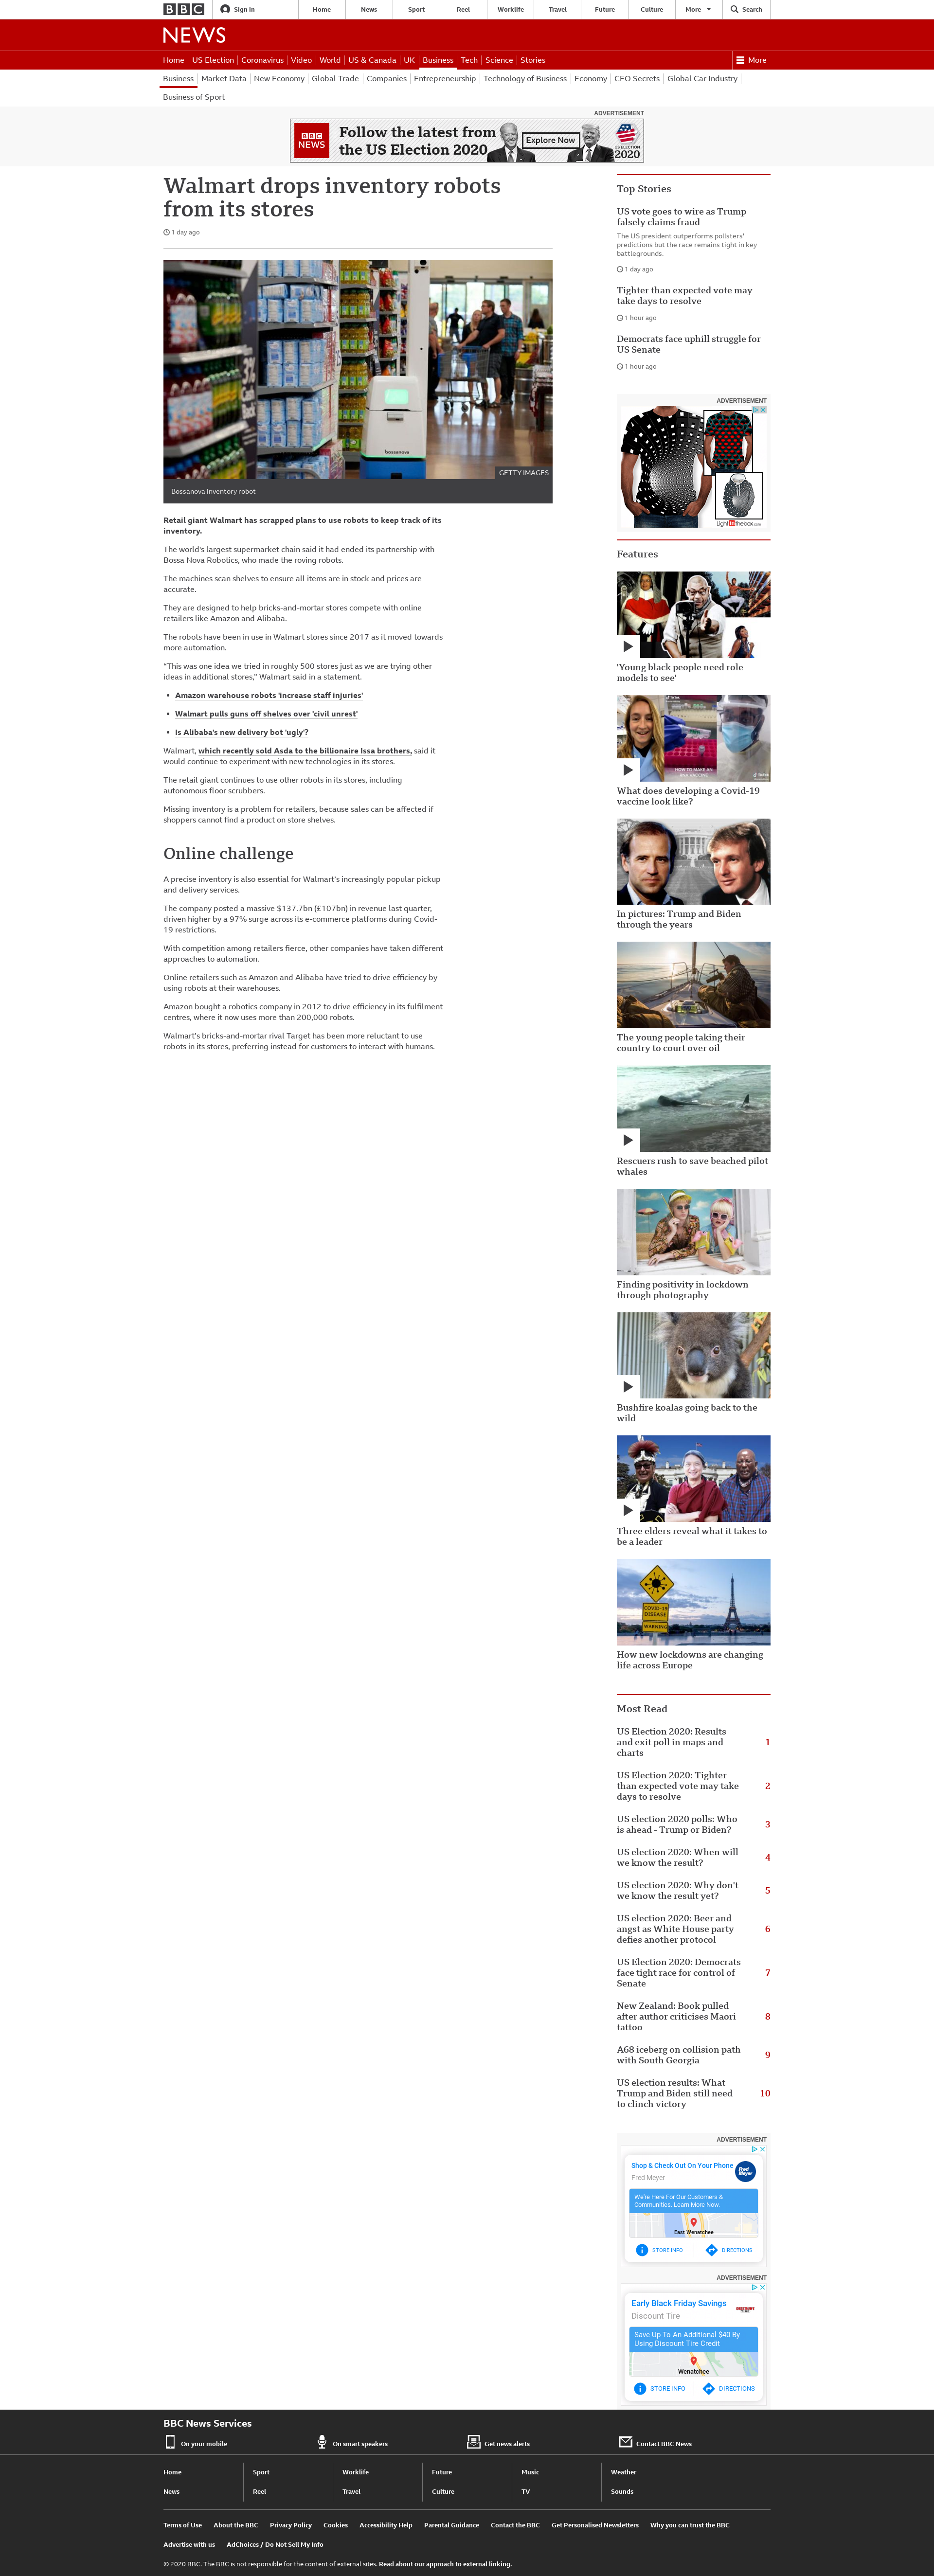 BBC
Sign in
Home
News
Sport
Reel
Worklife
Travel
Future
Culture
More
Search
NEWS
Home
US Election
Coronavirus
Video
World
US & Canada
UK
Business
Tech
Science
Stories
More
Business
Market Data
New Economy
Global Trade
Companies
Entrepreneurship
Technology of Business
Economy
CEO Secrets
Global Car Industry
Business of Sport
ADVERTISEMENT
BBC
NEWS
Follow the latest from
the US Election 2020
Explore Now
US ELECTION
2020
Walmart drops inventory robots
from its stores
1 day ago
bossanova
GETTY IMAGES
Bossanova inventory robot
Retail giant Walmart has scrapped plans to use robots to keep track of its
inventory.
The world's largest supermarket chain said it had ended its partnership with
Bossa Nova Robotics, who made the roving robots.
The machines scan shelves to ensure all items are in stock and prices are
accurate.
They are designed to help bricks-and-mortar stores compete with online
retailers like Amazon and Alibaba.
The robots have been in use in Walmart stores since 2017 as it moved towards
more automation.
"This was one idea we tried in roughly 500 stores just as we are trying other
ideas in additional stores," Walmart said in a statement.
Amazon warehouse robots 'increase staff injuries'
Walmart pulls guns off shelves over 'civil unrest'
Is Alibaba's new delivery bot 'ugly'?
Walmart, which recently sold Asda to the billionaire Issa brothers, said it
would continue to experiment with new technologies in its stores.
The retail giant continues to use other robots in its stores, including
autonomous floor scrubbers.
Missing inventory is a problem for retailers, because sales can be affected if
shoppers cannot find a product on store shelves.
Online challenge
A precise inventory is also essential for Walmart's increasingly popular pickup
and delivery services.
The company posted a massive $137.7bn (£107bn) in revenue last quarter,
driven higher by a 97% surge across its e-commerce platforms during Covid-
19 restrictions.
With competition among retailers fierce, other companies have taken different
approaches to automation.
Online retailers such as Amazon and Alibaba have tried to drive efficiency by
using robots at their warehouses.
Amazon bought a robotics company in 2012 to drive efficiency in its fulfilment
centres, where it now uses more than 200,000 robots.
Walmart's bricks-and-mortar rival Target has been more reluctant to use
robots in its stores, preferring instead for customers to interact with humans.
Top Stories
US vote goes to wire as Trump
falsely claims fraud
The US president outperforms pollsters'
predictions but the race remains tight in key
battlegrounds.
1 day ago
Tighter than expected vote may
take days to resolve
1 hour ago
Democrats face uphill struggle for
US Senate
1 hour ago
ADVERTISEMENT
Lightinthebox.com
Features
'Young black people need role
models to see'
HOW TO MAKE AN
RNA VACCINE
TikTok
What does developing a Covid-19
vaccine look like?
In pictures: Trump and Biden
through the years
The young people taking their
country to court over oil
Rescuers rush to save beached pilot
whales
Finding positivity in lockdown
through photography
Bushfire koalas going back to the
wild
Three elders reveal what it takes to
be a leader
COVID-19
DISEASE
WARNING
How new lockdowns are changing
life across Europe
Most Read
US Election 2020: Results
and exit poll in maps and
charts
1
US Election 2020: Tighter
than expected vote may take
days to resolve
2
US election 2020 polls: Who
is ahead - Trump or Biden?
3
US election 2020: When will
we know the result?
4
US election 2020: Why don't
we know the result yet?
5
US election 2020: Beer and
angst as White House party
defies another protocol
6
US Election 2020: Democrats
face tight race for control of
Senate
7
New Zealand: Book pulled
after author criticises Maori
tattoo
8
A68 iceberg on collision path
with South Georgia
9
US election results: What
Trump and Biden still need
to clinch victory
10
ADVERTISEMENT
Shop & Check Out On Your Phone
Fred Meyer
Fred Meyer
We're Here For Our Customers &
Communities. Learn More Now.
East Wenatchee
STORE INFO
DIRECTIONS
ADVERTISEMENT
Early Black Friday Savings
Discount Tire
DISCOUNT TIRE
Save Up To An Additional $40 By
Using Discount Tire Credit
Wenatchee
STORE INFO
DIRECTIONS
BBC News Services
On your mobile
On smart speakers
Get news alerts
Contact BBC News
Home
Sport
Worklife
Future
Music
Weather
News
Reel
Travel
Culture
TV
Sounds
Terms of Use
About the BBC
Privacy Policy
Cookies
Accessibility Help
Parental Guidance
Contact the BBC
Get Personalised Newsletters
Why you can trust the BBC
Advertise with us
AdChoices / Do Not Sell My Info
© 2020 BBC. The BBC is not responsible for the content of external sites. Read about our approach to external linking.